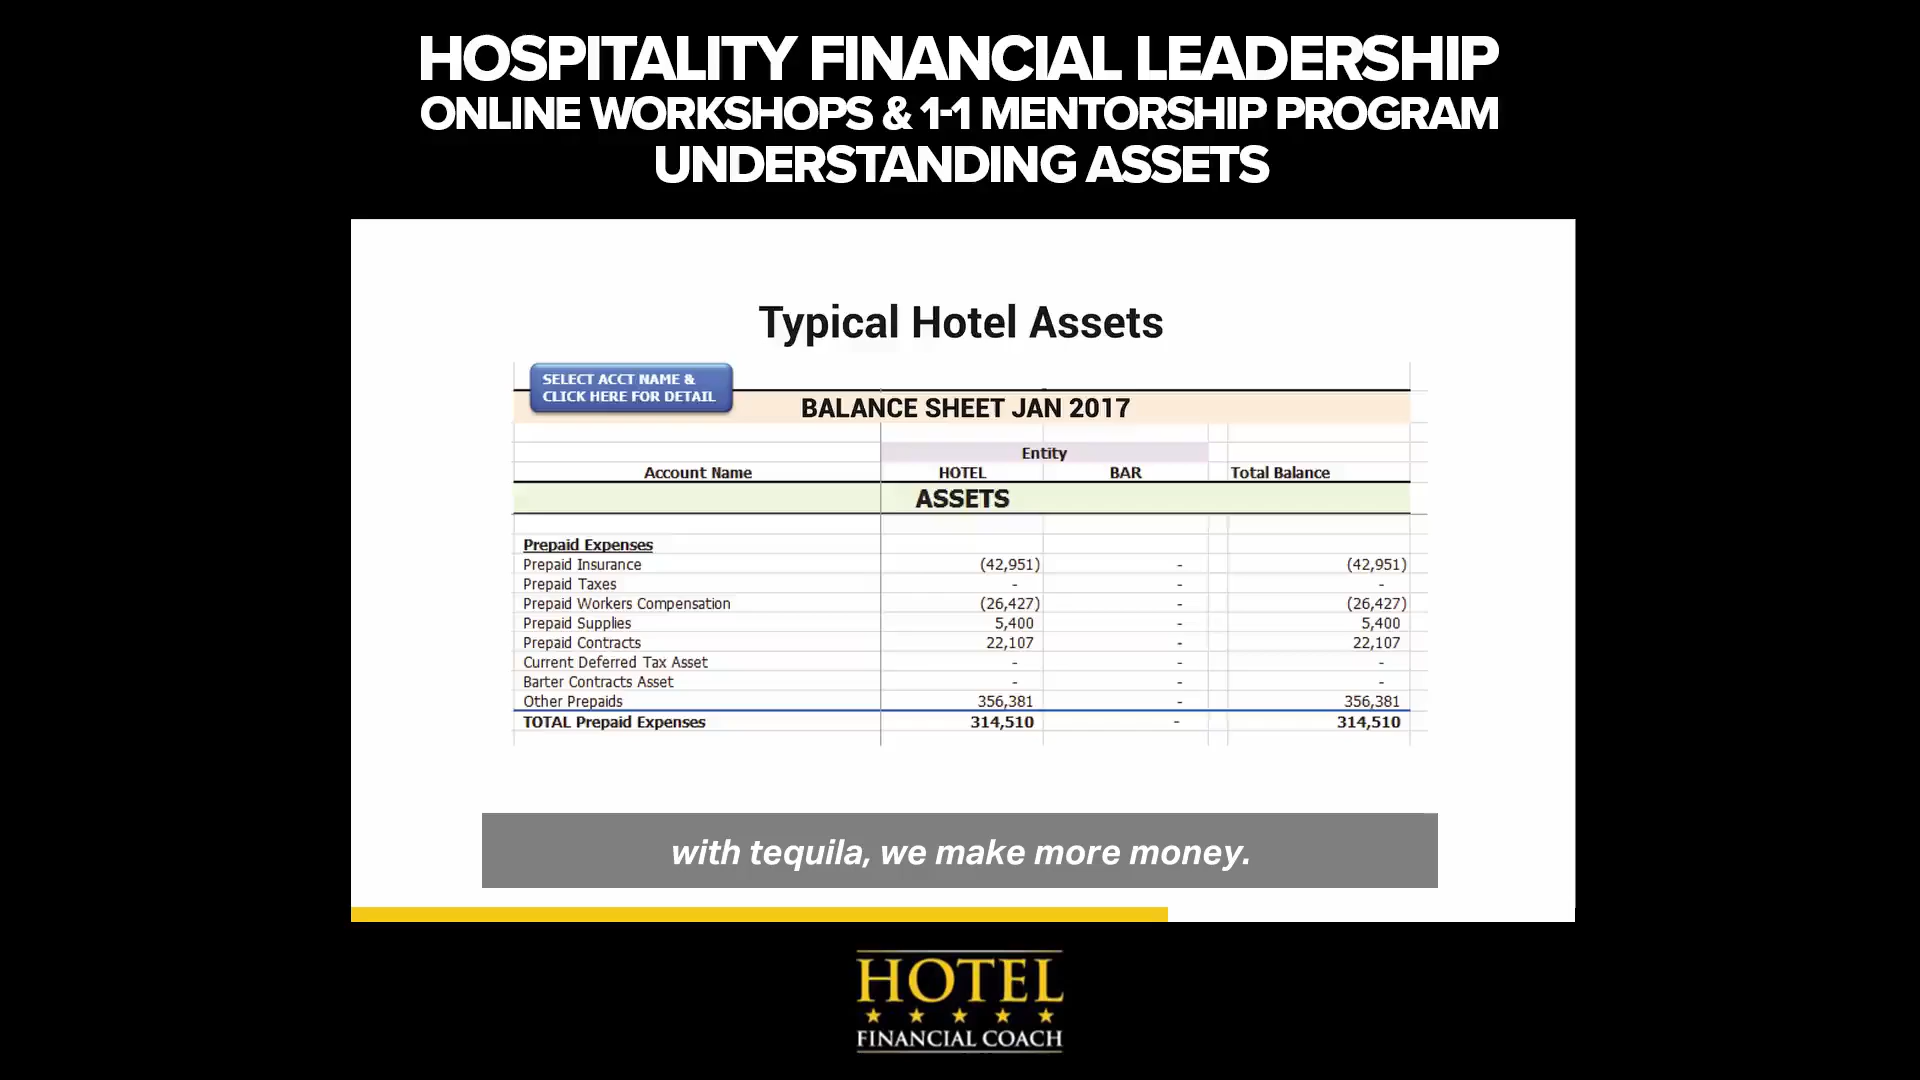 HOSPITALITY FINANCIAL LEADERSHIP
ONLINE WORKSHOPS & 1-1 MENTORSHIP PROGRAM
UNDERSTANDING ASSETS
Typical Hotel Assets
SELECT ACCT NAME &
CLICK HERE FOR DETAIL
BALANCE SHEET JAN 2017
Entity
Account Name HOTEL BAR Total Balance
ASSETS
Prepaid Expenses
Prepaid Insurance (42,951) - (42,951)
Prepaid Taxes - - -
Prepaid Workers Compensation (26,427) - (26,427)
Prepaid Supplies 5,400 - 5,400
Prepaid Contracts 22,107 - 22,107
Current Deferred Tax Asset - - -
Barter Contracts Asset - - -
Other Prepaids 356,381 - 356,381
TOTAL Prepaid Expenses 314,510 - 314,510
with tequila, we make more money.
HOTEL
FINANCIAL COACH